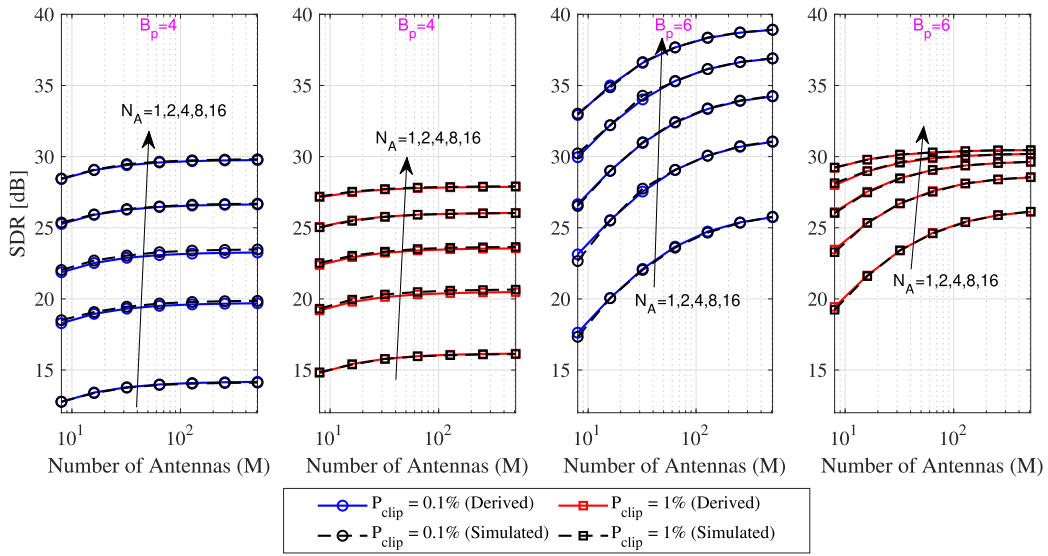 B_p=4
B_p=4
B_p=6
B_p=6
40
35
30
25
20
15
40
35
30
25
20
15
40
35
30
25
20
15
40
35
30
25
20
15
N_A=1,2,4,8,16
N_A=1,2,4,8,16
N_A=1,2,4,8,16
N_A=1,2,4,8,16
SDR [dB]
10^1 10^2
10^1 10^2
10^1 10^2
10^1 10^2
Number of Antennas (M)
Number of Antennas (M)
Number of Antennas (M)
Number of Antennas (M)
P_clip = 0.1% (Derived)
P_clip = 1% (Derived)
P_clip = 0.1% (Simulated)
P_clip = 1% (Simulated)